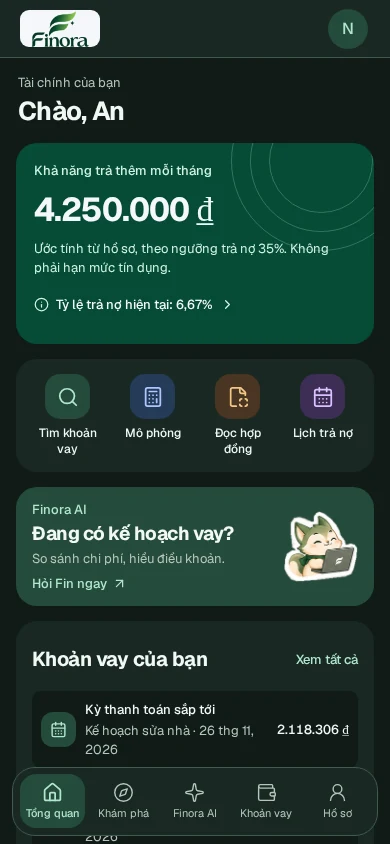 Finora
N
Tài chính của bạn
Chào, An
Khả năng trả thêm mỗi tháng
4.250.000 ₫
Ước tính từ hồ sơ, theo ngưỡng trả nợ 35%. Không
phải hạn mức tín dụng.
Tỷ lệ trả nợ hiện tại: 6,67%
Tìm khoản
vay
Mô phỏng
Đọc hợp
đồng
Lịch trả nợ
Finora AI
Đang có kế hoạch vay?
So sánh chi phí, hiểu điều khoản.
Hỏi Fin ngay
Khoản vay của bạn
Xem tất cả
Kỳ thanh toán sắp tới
Kế hoạch sửa nhà · 26 thg 11,
2026
2.118.306 ₫
Tổng quan
Khám phá
Finora AI
Khoản vay
Hồ sơ
2026